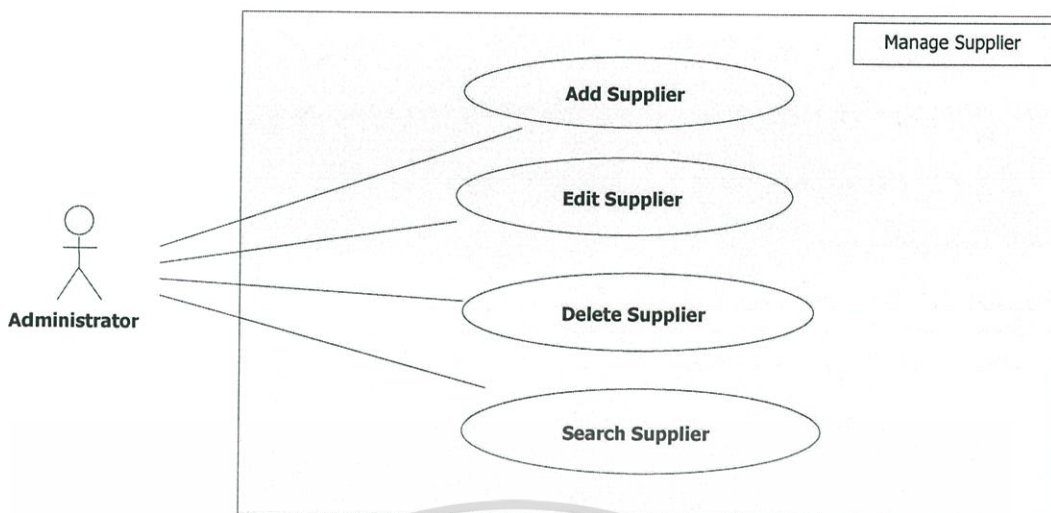 Manage Supplier
Add Supplier
Edit Supplier
Delete Supplier
Administrator
Search Supplier